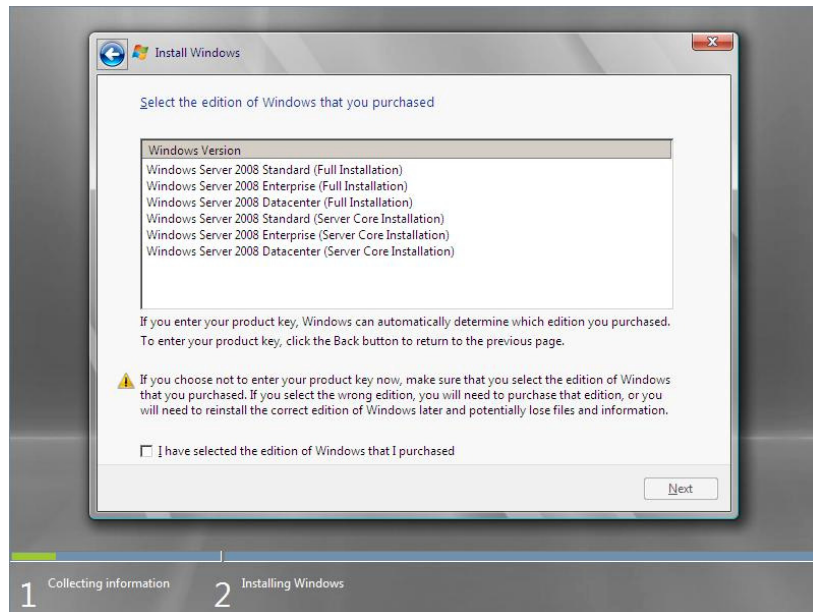 Install Windows
Select the edition of Windows that you purchased
Windows Version
Windows Server 2008 Standard (Full Installation)
Windows Server 2008 Enterprise (Full Installation)
Windows Server 2008 Datacenter (Full Installation)
Windows Server 2008 Standard (Server Core Installation)
Windows Server 2008 Enterprise (Server Core Installation)
Windows Server 2008 Datacenter (Server Core Installation)
If you enter your product key, Windows can automatically determine which edition you purchased.
To enter your product key, click the Back button to return to the previous page.
If you choose not to enter your product key now, make sure that you select the edition of Windows
that you purchased. If you select the wrong edition, you will need to purchase that edition, or you
will need to reinstall the correct edition of Windows later and potentially lose files and information.
I have selected the edition of Windows that I purchased
Next
1 Collecting information 2 Installing Windows